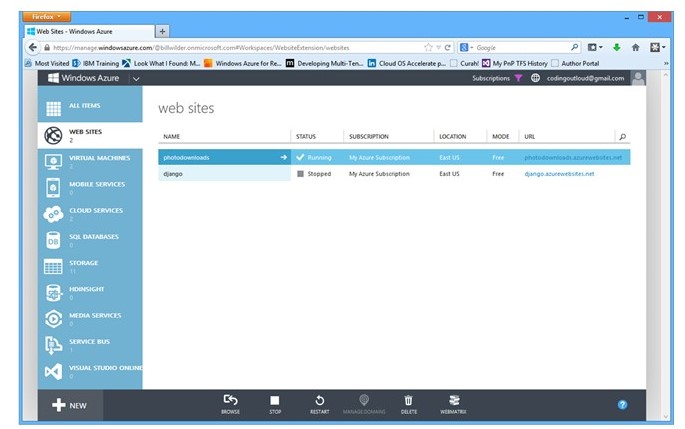 Firefox
Web Sites - Windows Azure
https://manage.windowsazure.com/@billwilder.onmicrosoft.com#Workspaces/WebsiteExtension/websites
Google
Most Visited IBM Training Look What I Found: M... Windows Azure for Re... Developing Multi-Ten... Cloud OS Accelerate p... Curah! My PnP TFS History Author Portal
Windows Azure
Subscriptions codingoutloud@gmail.com
ALL ITEMS
WEB SITES
2
VIRTUAL MACHINES
MOBILE SERVICES
0
CLOUD SERVICES
2
SQL DATABASES
0
STORAGE
11
HDINSIGHT
0
MEDIA SERVICES
0
SERVICE BUS
1
VISUAL STUDIO ONLINE
web sites
NAME STATUS SUBSCRIPTION LOCATION MODE URL
photodownloads Running My Azure Subscription East US Free photodownloads.azurewebsites.net
django Stopped My Azure Subscription East US Free django.azurewebsites.net
NEW
BROWSE STOP RESTART MANAGE DOMAINS DELETE WEBMATRIX
?